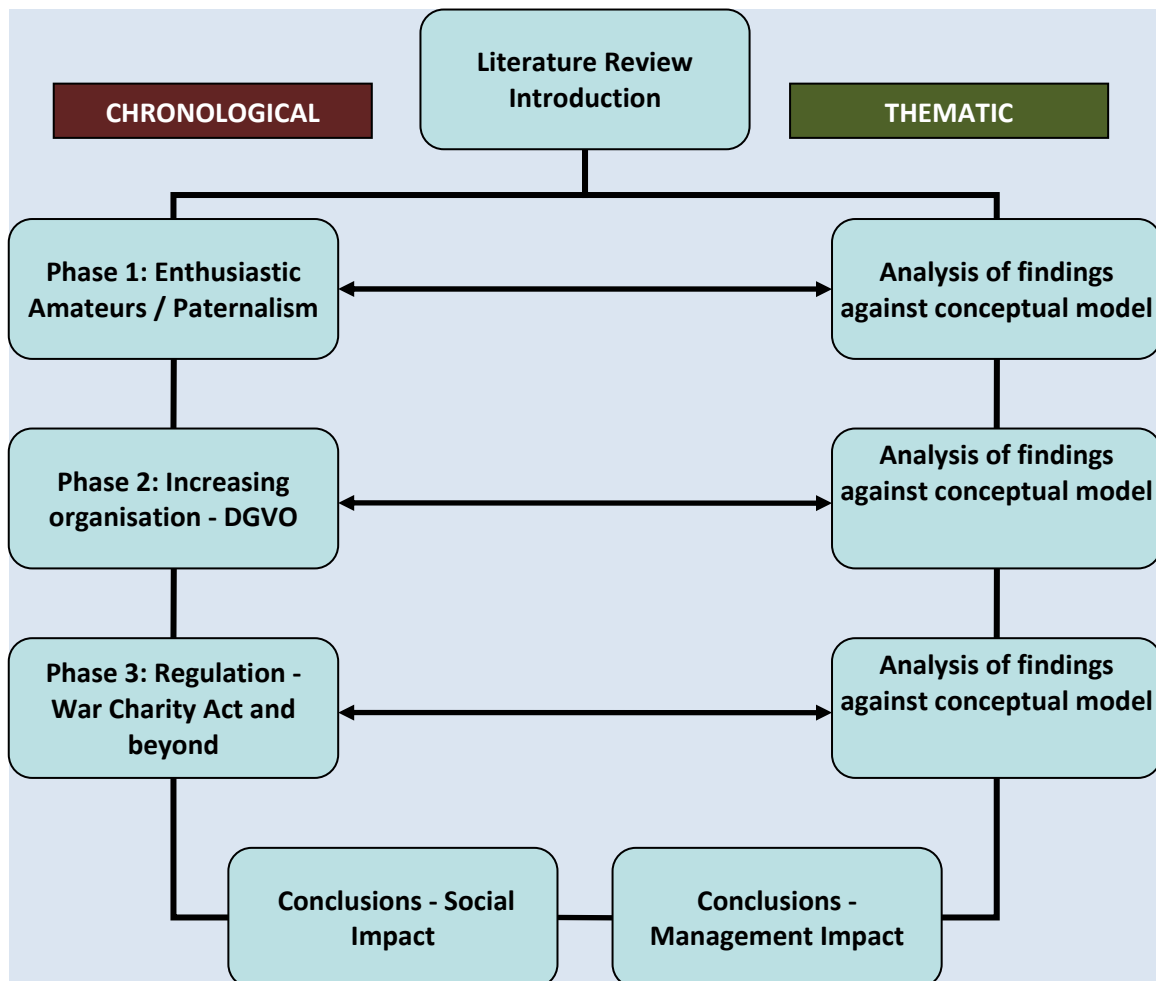 Literature Review
Introduction
CHRONOLOGICAL
THEMATIC
Phase 1: Enthusiastic
Amateurs / Paternalism
Analysis of findings
against conceptual model
Phase 2: Increasing
organisation - DGVO
Analysis of findings
against conceptual model
Phase 3: Regulation -
War Charity Act and
beyond
Analysis of findings
against conceptual model
Conclusions - Social
Impact
Conclusions -
Management Impact